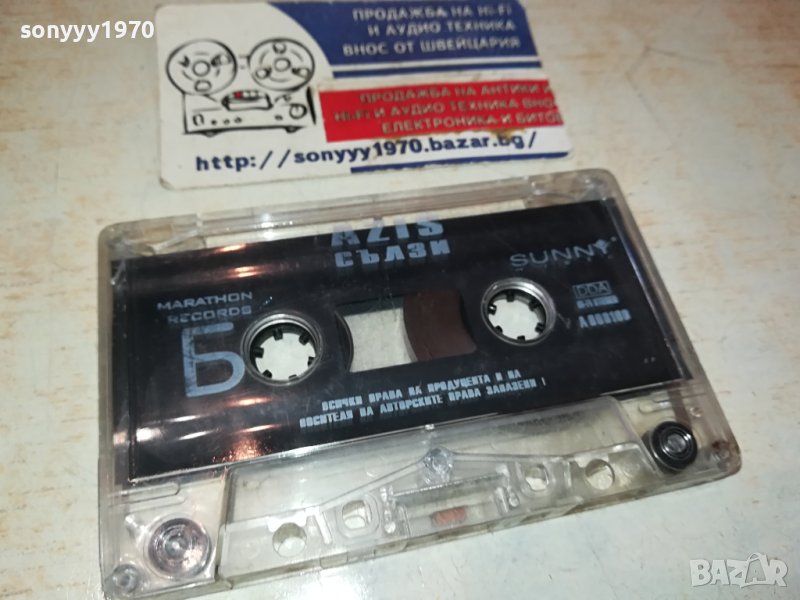 sonyyy1970
ПРОДАЖБА НА HI-FI
И АУДИО ТЕХНИКА
ВНОС ОТ ШВЕЙЦАРИЯ
ПРОДАЖБА НА АНТИКИ И
HI-FI И АУДИО ТЕХНИКА ВНОС
ЕЛЕКТРОНИКА И БИТОВ
http://sonyyy1970.bazar.bg/
AZIS
СЪЛЗИ
SUNNY
MARATHON
RECORDS
DDA
Б
ВСИЧКИ ПРАВА НА ПРОДУЦЕНТА И НА
НОСИТЕЛЯ НА АВТОРСКИТЕ ПРАВА ЗАПАЗЕНИ !
BAZAR